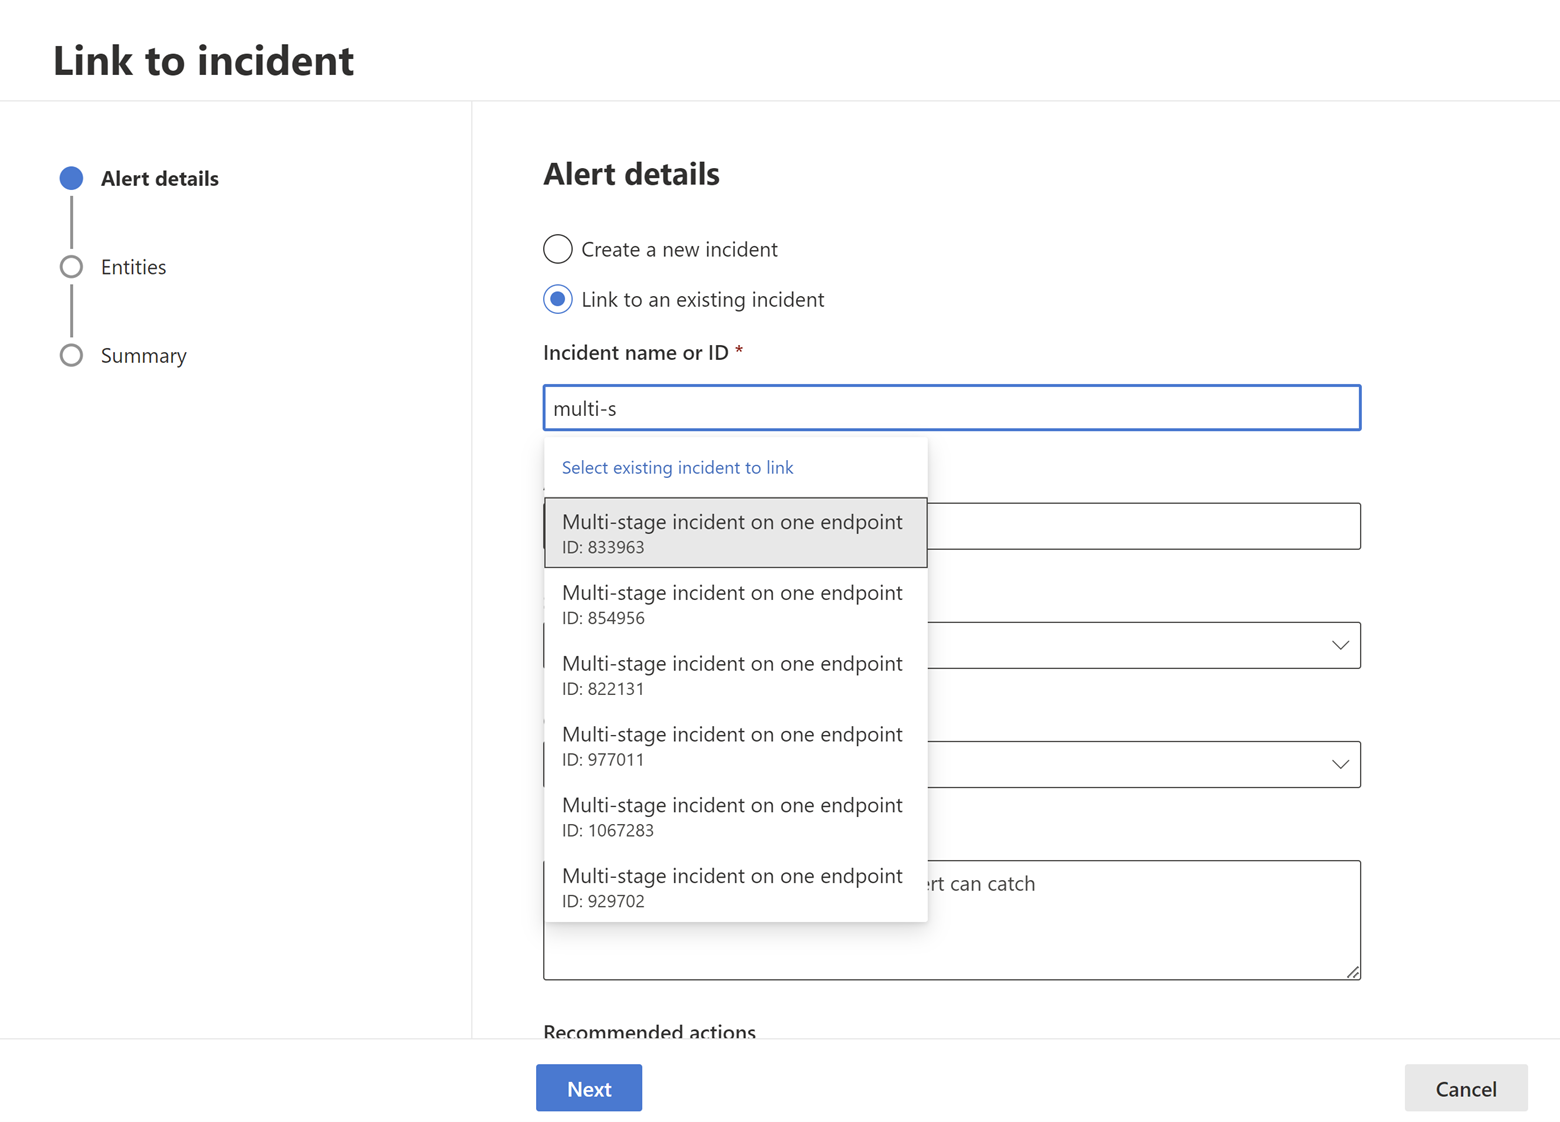 Link to incident
Alert details
Entities
Summary
Alert details
Create a new incident
Link to an existing incident
Incident name or ID *
multi-s
Select existing incident to link
Multi-stage incident on one endpoint
ID: 833963
Multi-stage incident on one endpoint
ID: 854956
Multi-stage incident on one endpoint
ID: 822131
Multi-stage incident on one endpoint
ID: 977011
Multi-stage incident on one endpoint
ID: 1067283
Multi-stage incident on one endpoint
ID: 929702
can catch
Recommended actions
Next
Cancel